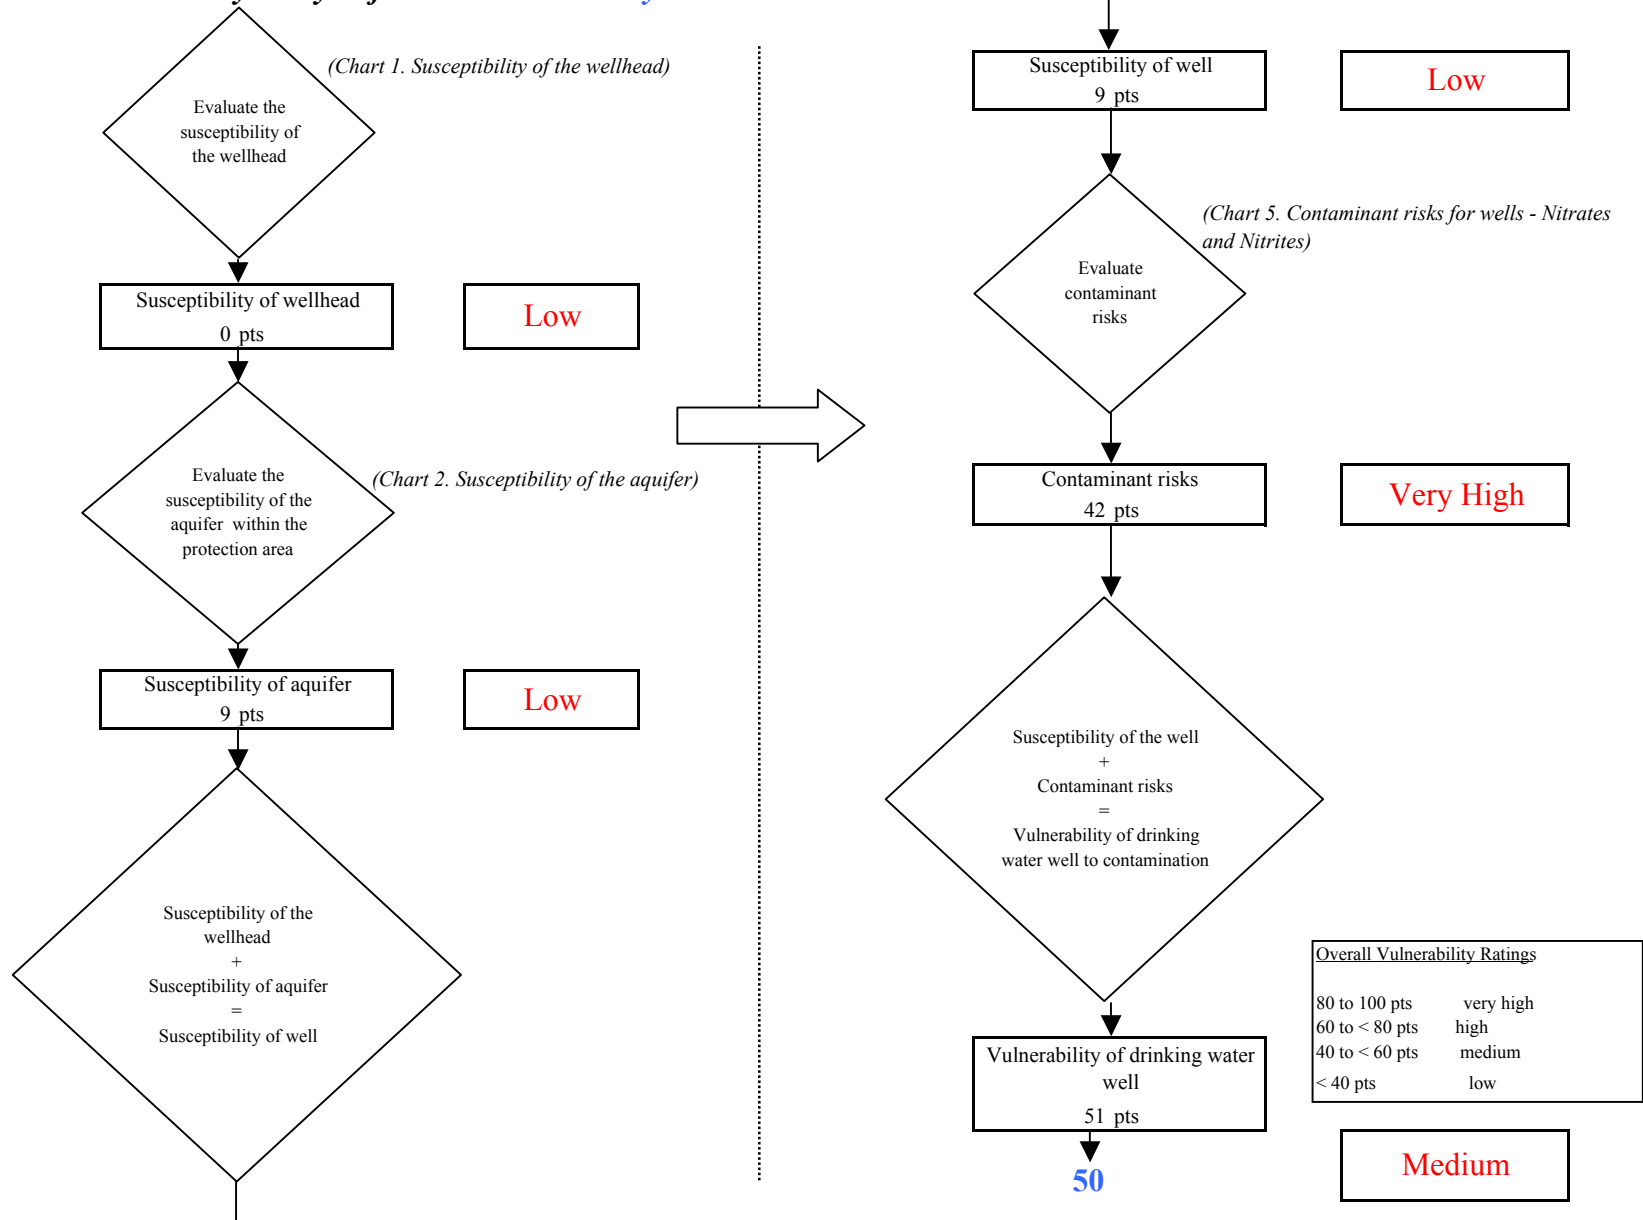 (Chart 1. Susceptibility of the wellhead)
Evaluate the
susceptibility of
the wellhead
Susceptibility of wellhead
0 pts
Low
Evaluate the
susceptibility of the
aquifer within the
protection area
(Chart 2. Susceptibility of the aquifer)
Susceptibility of aquifer
9 pts
Low
Susceptibility of the
wellhead
+
Susceptibility of aquifer
=
Susceptibility of well
Susceptibility of well
9 pts
Low
(Chart 5. Contaminant risks for wells - Nitrates
and Nitrites)
Evaluate
contaminant
risks
Contaminant risks
42 pts
Very High
Susceptibility of the well
+
Contaminant risks
=
Vulnerability of drinking
water well to contamination
Overall Vulnerability Ratings
80 to 100 pts very high
60 to < 80 pts high
40 to < 60 pts medium
< 40 pts low
Vulnerability of drinking water
well
51 pts
50
Medium